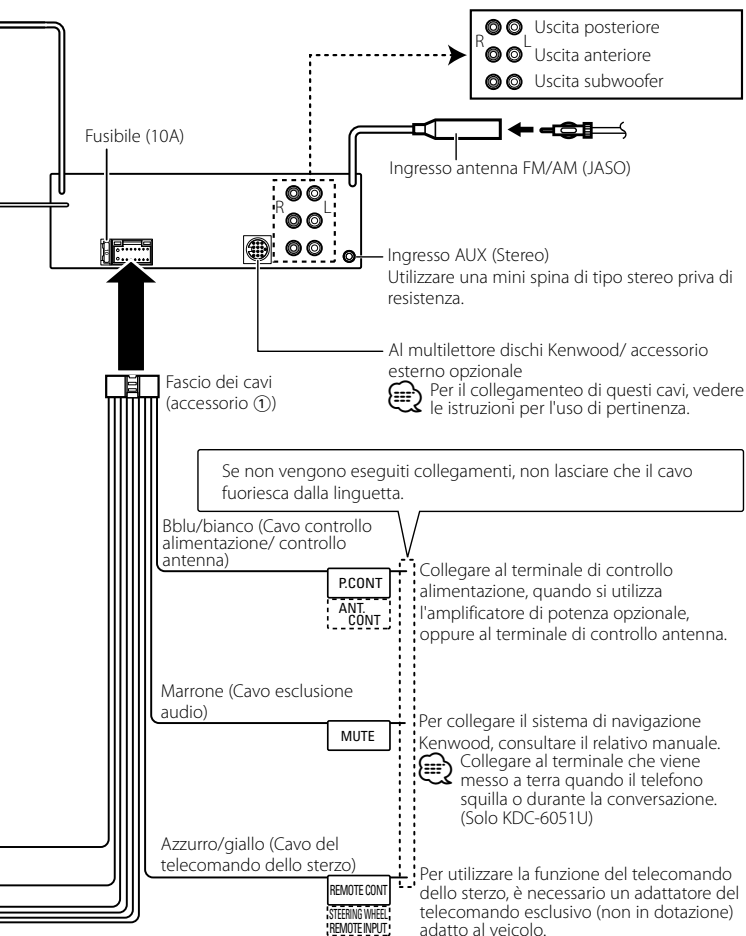 Uscita posteriore
R L
Uscita anteriore
Uscita subwoofer
Fusibile (10A)
Ingresso antenna FM/AM (JASO)
R L
Ingresso AUX (Stereo)
Utilizzare una mini spina di tipo stereo priva di
resistenza.
Al multilettore dischi Kenwood/ accessorio
esterno opzionale
Per il collegamenteo di questi cavi, vedere
le istruzioni per l'uso di pertinenza.
Fascio dei cavi
(accessorio ①)
Se non vengono eseguiti collegamenti, non lasciare che il cavo
fuoriesca dalla linguetta.
Bblu/bianco (Cavo controllo
alimentazione/ controllo
antenna)
P.CONT
ANT.
CONT
Collegare al terminale di controllo
alimentazione, quando si utilizza
l'amplificatore di potenza opzionale,
oppure al terminale di controllo antenna.
Marrone (Cavo esclusione
audio)
MUTE
Per collegare il sistema di navigazione
Kenwood, consultare il relativo manuale.
Collegare al terminale che viene
messo a terra quando il telefono
squilla o durante la conversazione.
(Solo KDC-6051U)
Azzurro/giallo (Cavo del
telecomando dello sterzo)
REMOTE CONT
STEERING WHEEL
REMOTE INPUT
Per utilizzare la funzione del telecomando
dello sterzo, è necessario un adattatore del
telecomando esclusivo (non in dotazione)
adatto al veicolo.